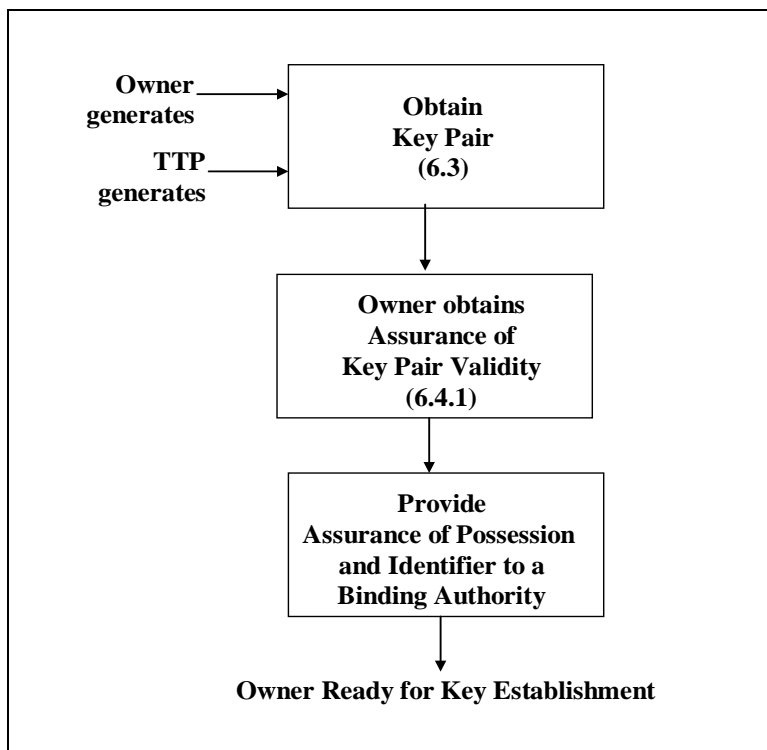 Owner
generates
TTP
generates
Obtain
Key Pair
(6.3)
Owner obtains
Assurance of
Key Pair Validity
(6.4.1)
Provide
Assurance of Possession
and Identifier to a
Binding Authority
Owner Ready for Key Establishment